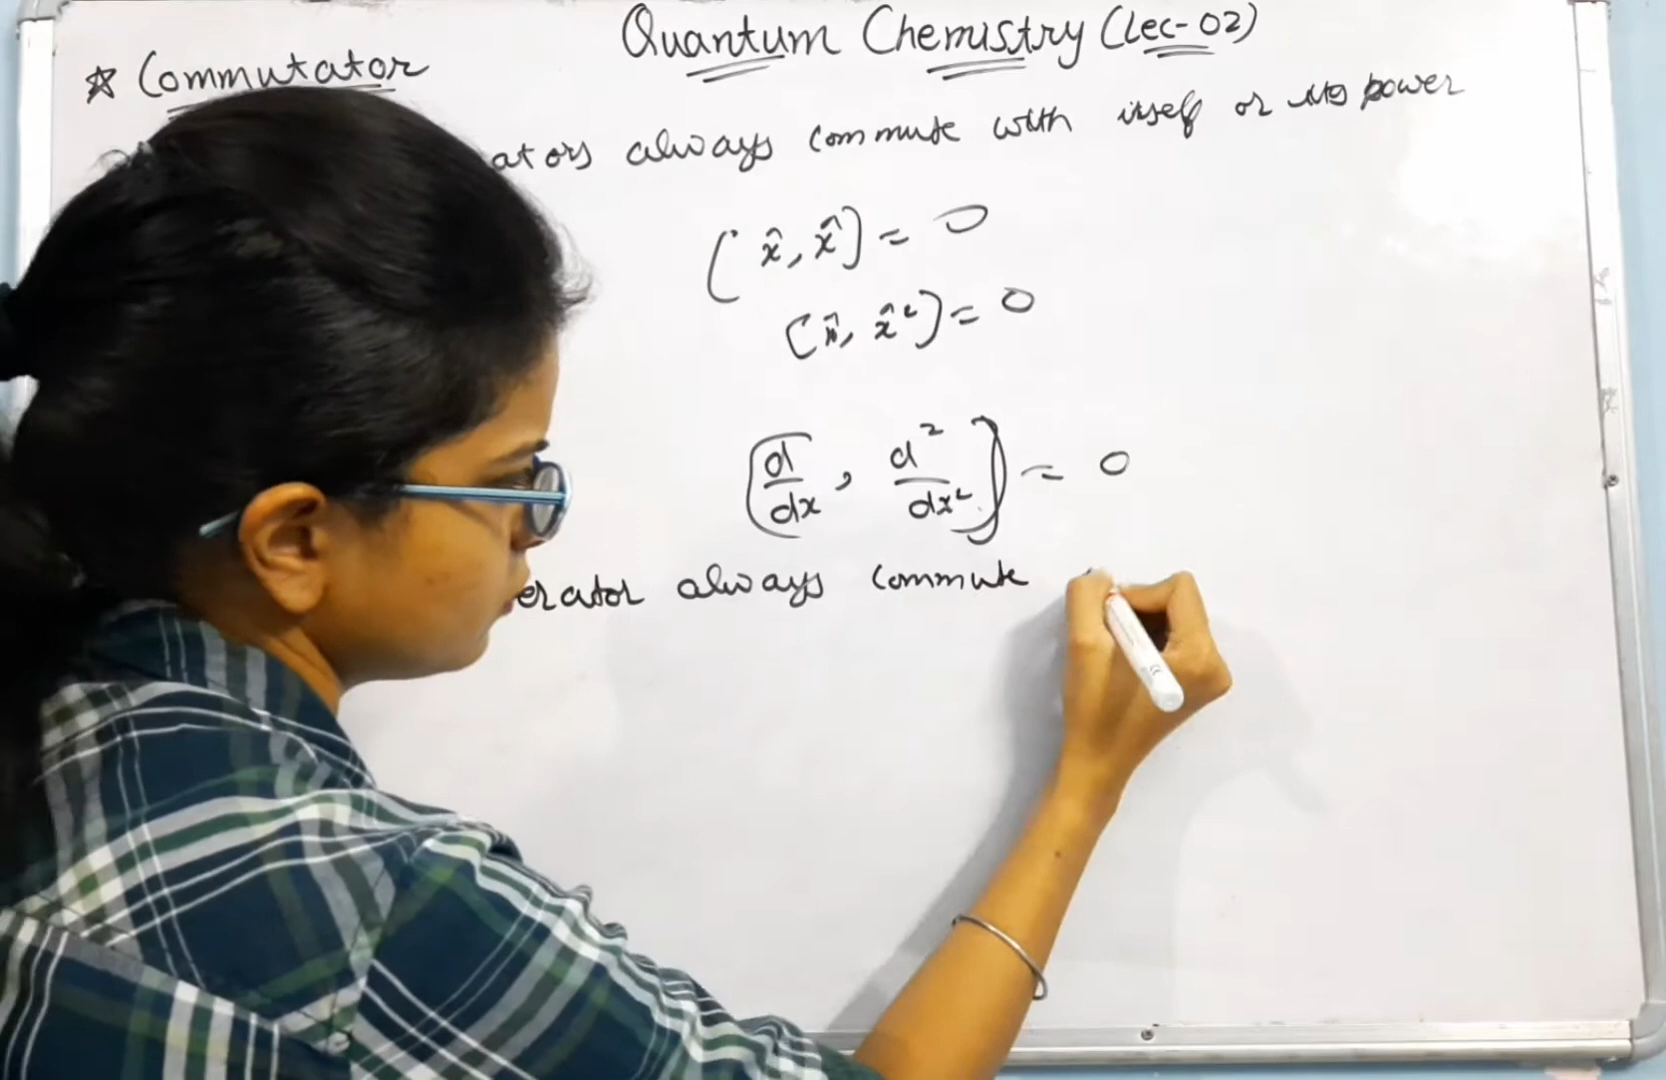 Quantum Chemistry (Lec-02)
☆ Commutator
ators always commute with itself or its power
[x̂, x̂] = 0
[x̂, x̂²] = 0
[d/dx, d²/dx²] = 0
erator always commute